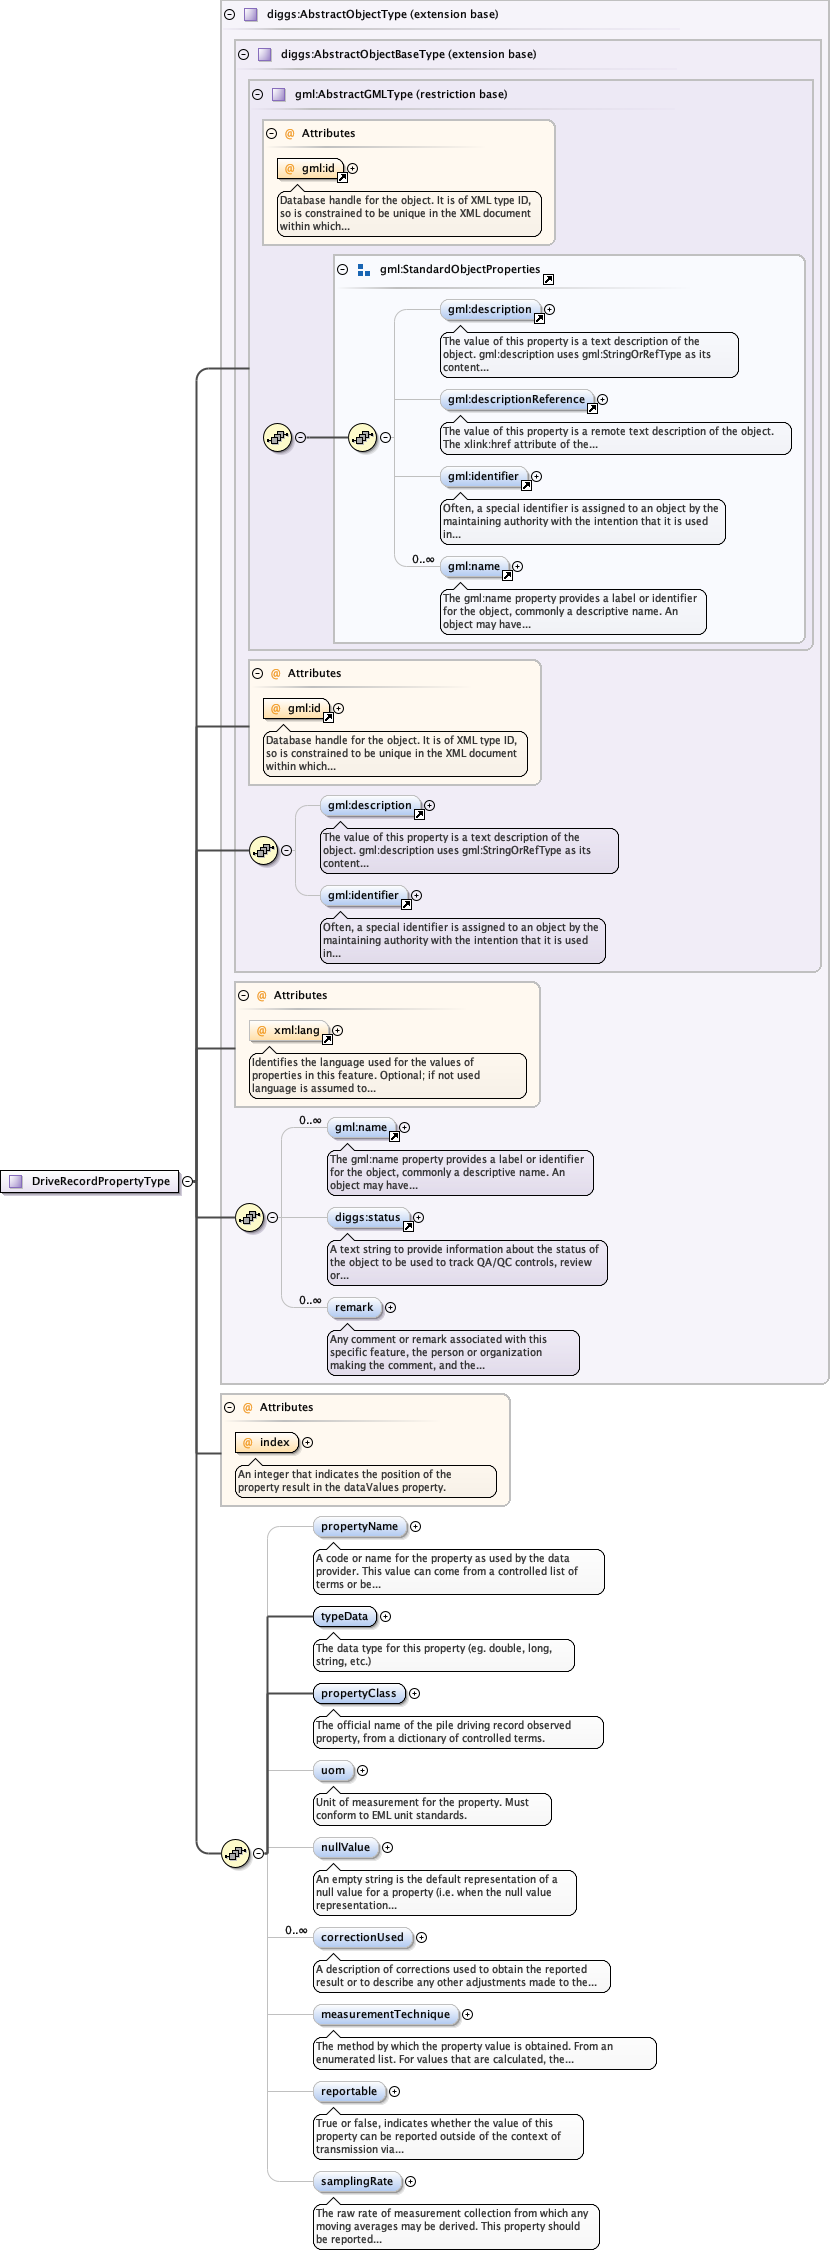 diggs:AbstractObjectType (extension base)
diggs:AbstractObjectBaseType (extension base)
gml:AbstractGMLType (restriction base)
@ Attributes
@ gml:id
Database handle for the object. It is of XML type ID,
so is constrained to be unique in the XML document
within which...
gml:StandardObjectProperties
gml:description
The value of this property is a text description of the
object. gml:description uses gml:StringOrRefType as its
content...
gml:descriptionReference
The value of this property is a remote text description of the object.
The xlink:href attribute of the...
gml:identifier
Often, a special identifier is assigned to an object by the
maintaining authority with the intention that it is used
in...
0..∞
gml:name
The gml:name property provides a label or identifier
for the object, commonly a descriptive name. An
object may have...
@ Attributes
@ gml:id
Database handle for the object. It is of XML type ID,
so is constrained to be unique in the XML document
within which...
gml:description
The value of this property is a text description of the
object. gml:description uses gml:StringOrRefType as its
content...
gml:identifier
Often, a special identifier is assigned to an object by the
maintaining authority with the intention that it is used
in...
@ Attributes
@ xml:lang
Identifies the language used for the values of
properties in this feature. Optional; if not used
language is assumed to...
0..∞
gml:name
The gml:name property provides a label or identifier
for the object, commonly a descriptive name. An
object may have...
DriveRecordPropertyType
diggs:status
A text string to provide information about the status of
the object to be used to track QA/QC controls, review
or...
0..∞
remark
Any comment or remark associated with this
specific feature, the person or organization
making the comment, and the...
@ Attributes
@ index
An integer that indicates the position of the
property result in the dataValues property.
propertyName
A code or name for the property as used by the data
provider. This value can come from a controlled list of
terms or be...
typeData
The data type for this property (eg. double, long,
string, etc.)
propertyClass
The official name of the pile driving record observed
property, from a dictionary of controlled terms.
uom
Unit of measurement for the property. Must
conform to EML unit standards.
nullValue
An empty string is the default representation of a
null value for a property (i.e. when the null value
representation...
0..∞
correctionUsed
A description of corrections used to obtain the reported
result or to describe any other adjustments made to the...
measurementTechnique
The method by which the property value is obtained. From an
enumerated list. For values that are calculated, the...
reportable
True or false, indicates whether the value of this
property can be reported outside of the context of
transmission via...
samplingRate
The raw rate of measurement collection from which any
moving averages may be derived. This property should
be reported...